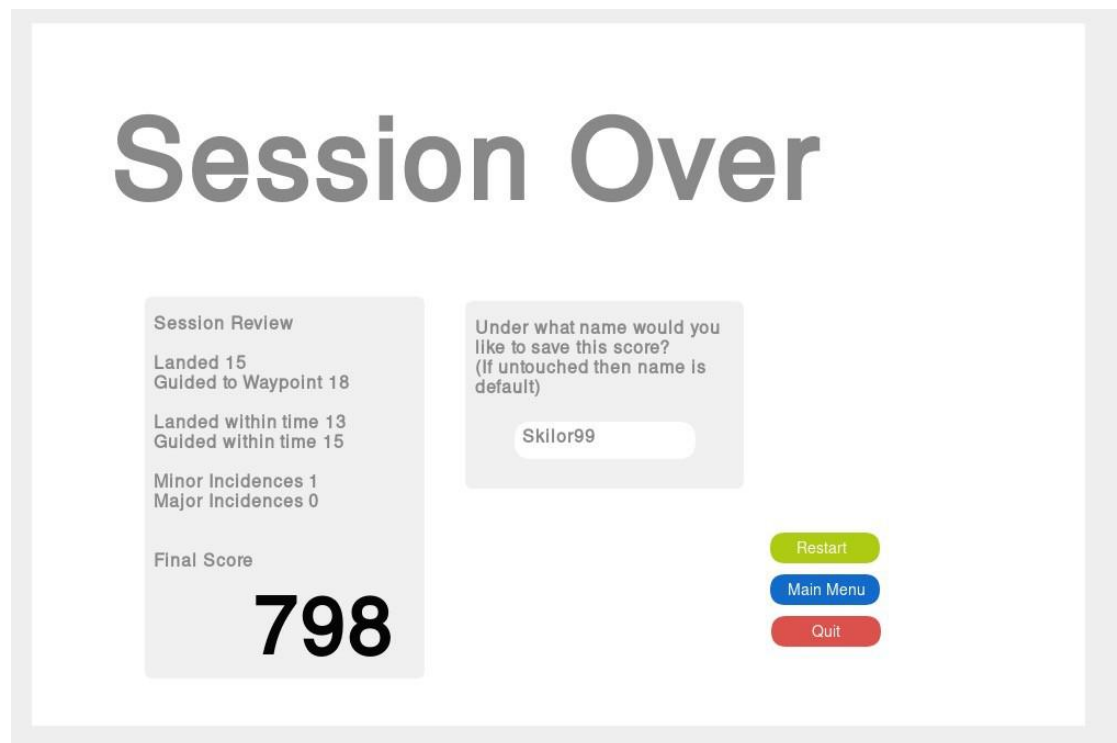 Session Over
Session Review
Landed 15
Guided to Waypoint 18
Landed within time 13
Guided within time 15
Minor Incidences 1
Major Incidences 0
Final Score
798
Under what name would you
like to save this score?
(If untouched then name is
default)
Skilor99
Restart
Main Menu
Quit